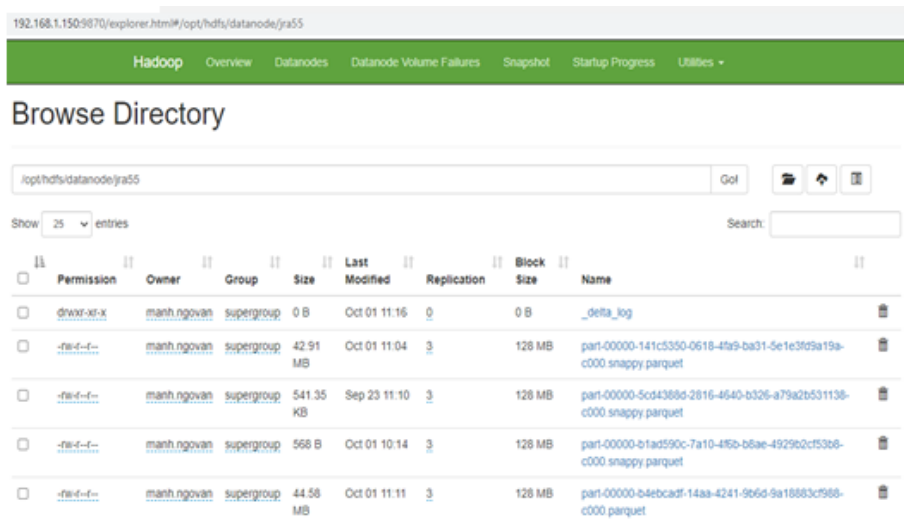 192.168.1.150:9870/explorer.html#/opt/hdfs/datanode/jra55
Hadoop Overview Datanodes Datanode Volume Failures Snapshot Startup Progress Utilities
Browse Directory
/opt/hdfs/datanode/jra55 Go!
Show 25 entries Search:
Permission Owner Group Size Last Modified Replication Block Size Name
drwxr-xr-x manh.ngovan supergroup 0 B Oct 01 11:16 0 0 B _delta_log
-rw-r--r-- manh.ngovan supergroup 42.91 MB Oct 01 11:04 3 128 MB part-00000-141c5350-0618-4fa9-ba31-5e1e3fd9a19a-
c000.snappy.parquet
-rw-r--r-- manh.ngovan supergroup 541.35 KB Sep 23 11:10 3 128 MB part-00000-5cd4388d-2816-4640-b326-a79a2b531138-
c000.snappy.parquet
-rw-r--r-- manh.ngovan supergroup 568 B Oct 01 10:14 3 128 MB part-00000-b1ad590c-7a10-4f6b-b8ae-4929b2cf53b8-
c000.snappy.parquet
-rw-r--r-- manh.ngovan supergroup 44.58 MB Oct 01 11:11 3 128 MB part-00000-b4ebcadf-14aa-4241-9b6d-9a18883cf988-
c000.parquet